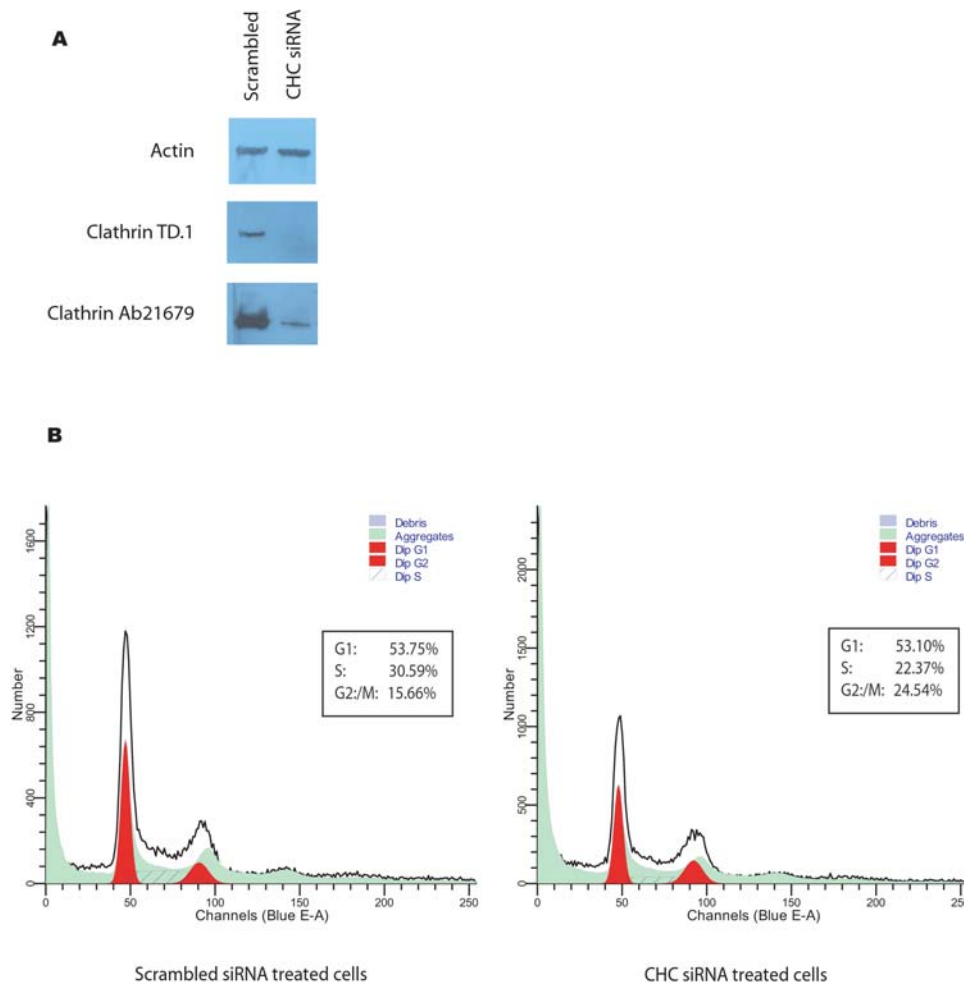 A
Scrambled
CHC siRNA
Actin
Clathrin TD.1
Clathrin Ab21679
B
1600
1200
800
400
0
Number
Debris
Aggregates
Dip G1
Dip G2
Dip S
G1: 53.75%
S: 30.59%
G2:/M: 15.66%
0 50 100 150 200 250
Channels (Blue E-A)
Scrambled siRNA treated cells
2000
1500
1000
500
0
Number
Debris
Aggregates
Dip G1
Dip G2
Dip S
G1: 53.10%
S: 22.37%
G2:/M: 24.54%
0 50 100 150 200 250
Channels (Blue E-A)
CHC siRNA treated cells